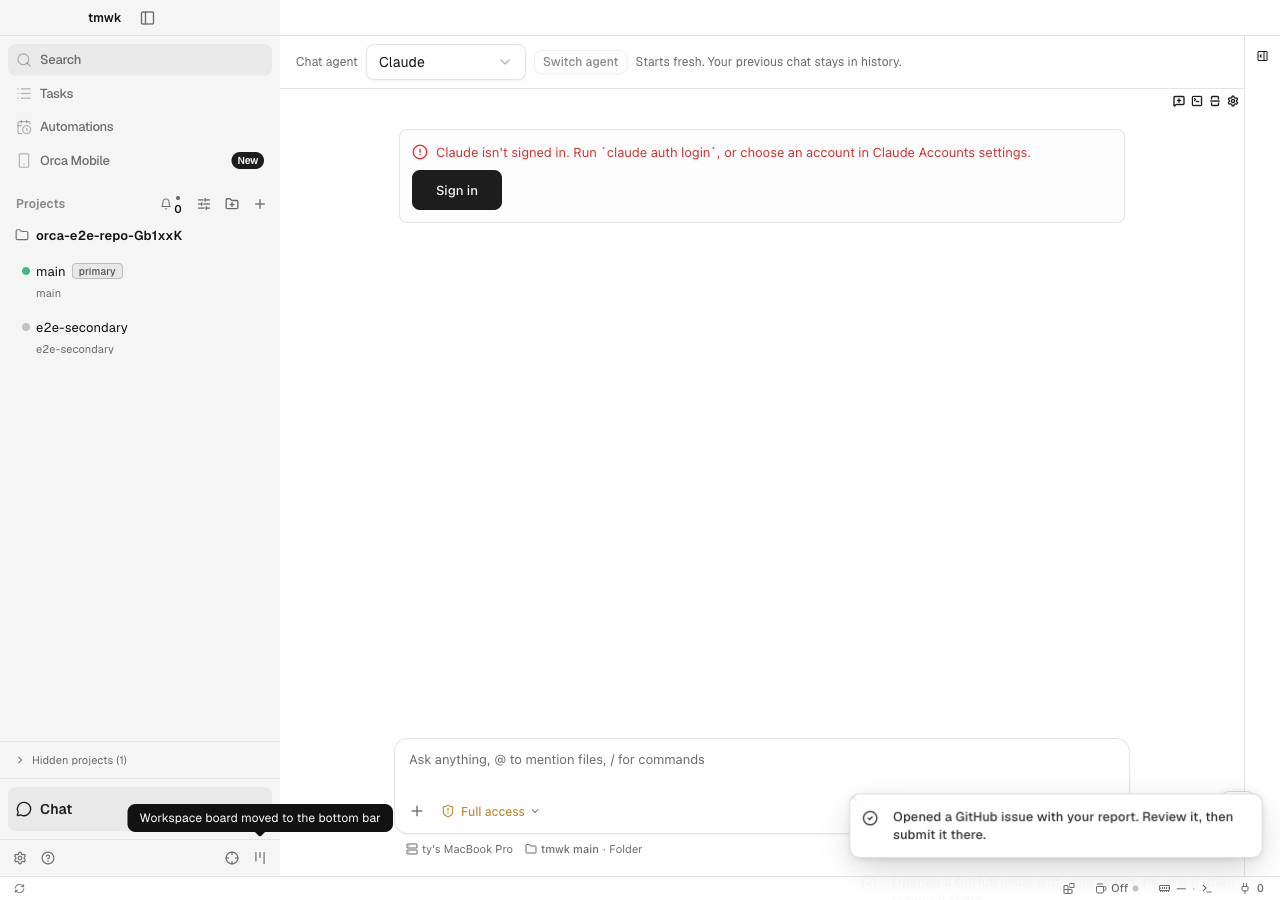 tmwk
Search
Tasks
Automations
Orca Mobile
New
Projects
0
orca-e2e-repo-Gb1xxK
main
primary
main
e2e-secondary
e2e-secondary
Hidden projects (1)
Chat
Workspace board moved to the bottom bar
Chat agent
Claude
Switch agent
Starts fresh. Your previous chat stays in history.
Claude isn't signed in. Run `claude auth login`, or choose an account in Claude Accounts settings.
Sign in
Ask anything, @ to mention files, / for commands
Full access
ty's MacBook Pro
tmwk main · Folder
Opened a GitHub issue with your report. Review it, then
submit it there.
Off
— ·
0